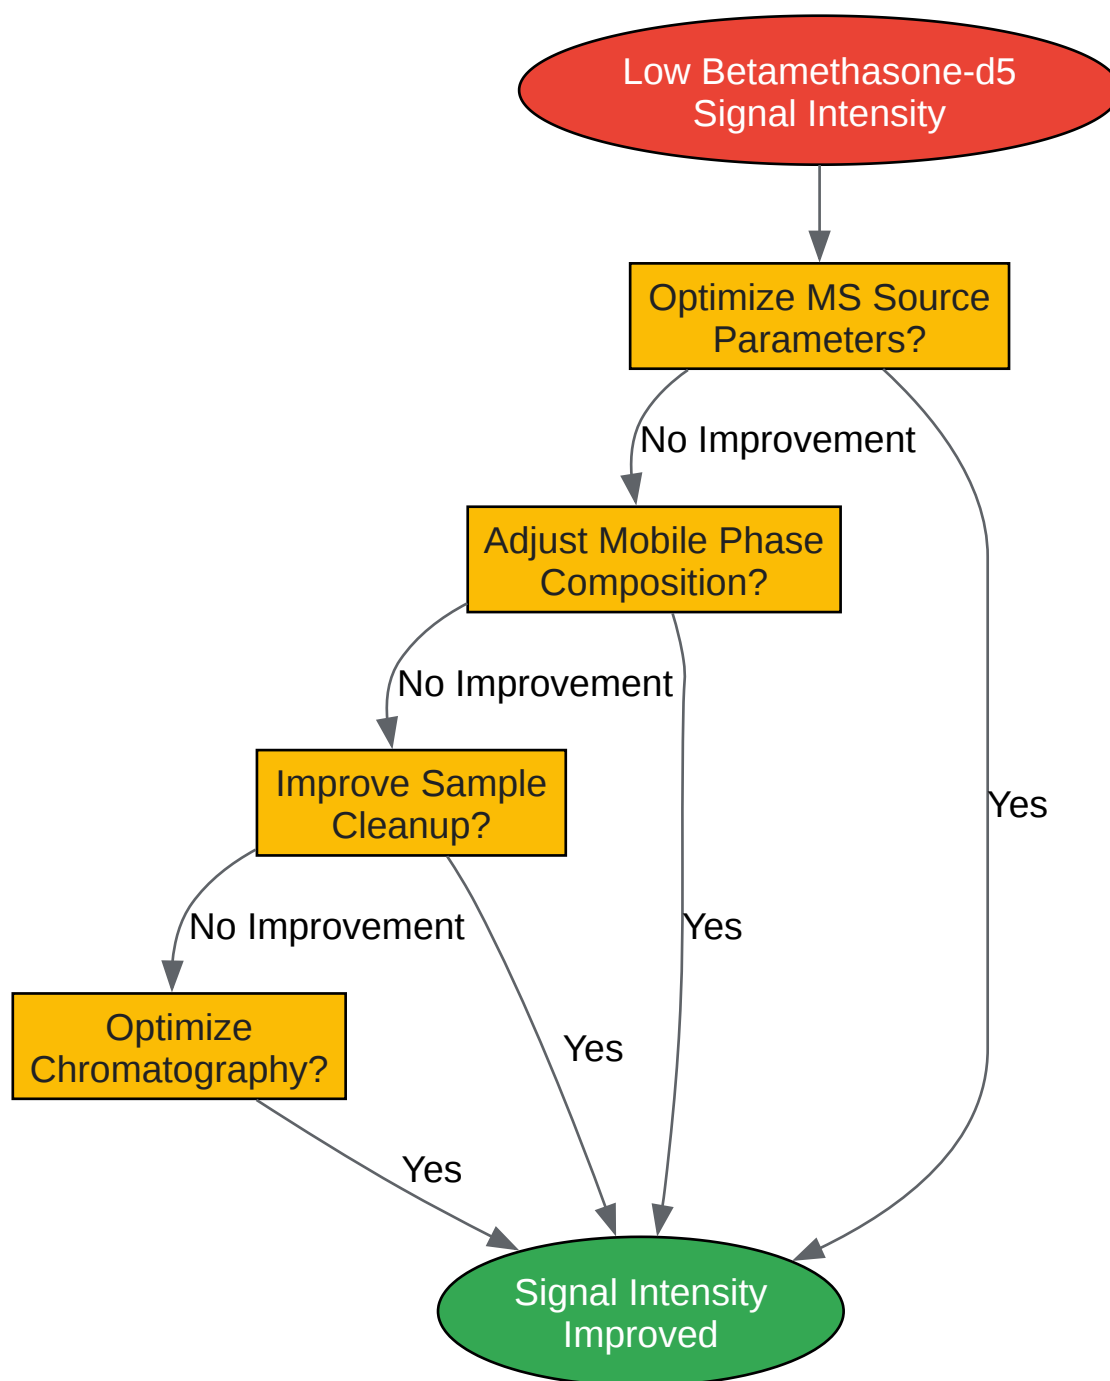 Low Betamethasone-d5
Signal Intensity
Optimize MS Source
Parameters?
No Improvement
Adjust Mobile Phase
Composition?
No Improvement
Improve Sample
Cleanup?
Yes
No Improvement
Yes
Optimize
Chromatography?
Yes
Yes
Signal Intensity
Improved